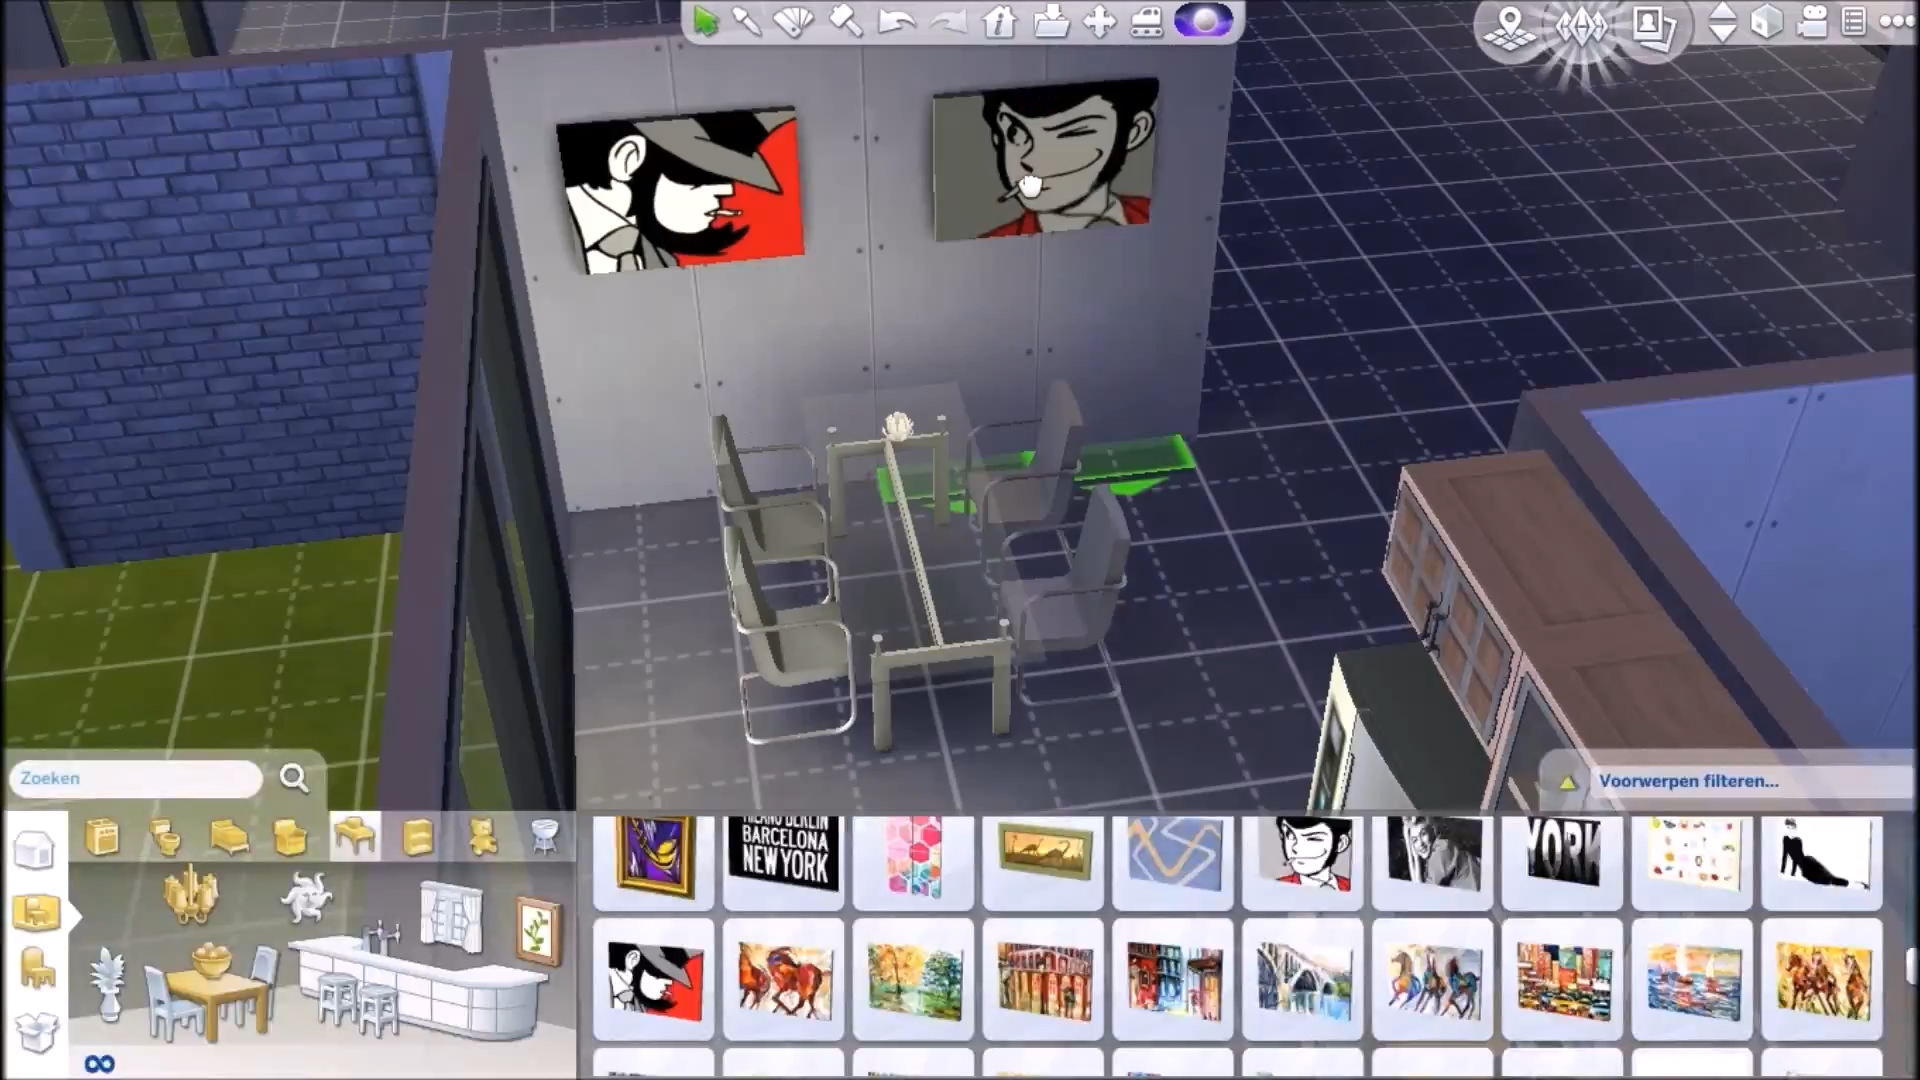 Zoeken
Voorwerpen filteren...
BARCELONA
NEW YORK
YORK